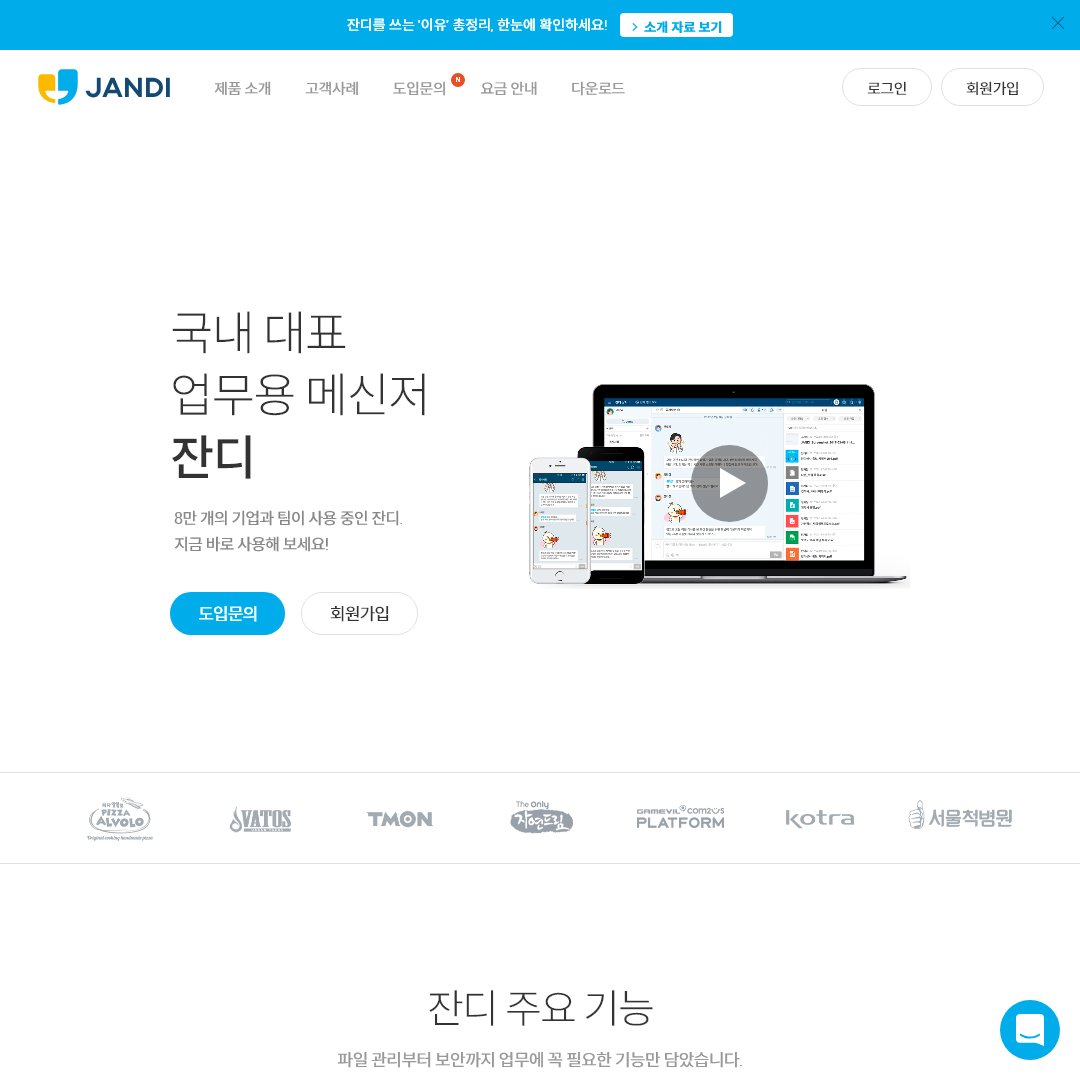 잔디를 쓰는 '이유' 총정리, 한눈에 확인하세요!
소개 자료 보기
JANDI
제품 소개
고객사례
도입문의
N
요금 안내
다운로드
로그인
회원가입
국내 대표
업무용 메신저
잔디
8만 개의 기업과 팀이 사용 중인 잔디.
지금 바로 사용해 보세요!
도입문의
회원가입
PIZZA
ALVOLO
Original cooking handmade pizza
VATOS
URBAN TACOS
TMON
The Only
자연드림
GAMEVIL COM2US
PLATFORM
kotra
서울척병원
잔디 주요 기능
파일 관리부터 보안까지 업무에 꼭 필요한 기능만 담았습니다.